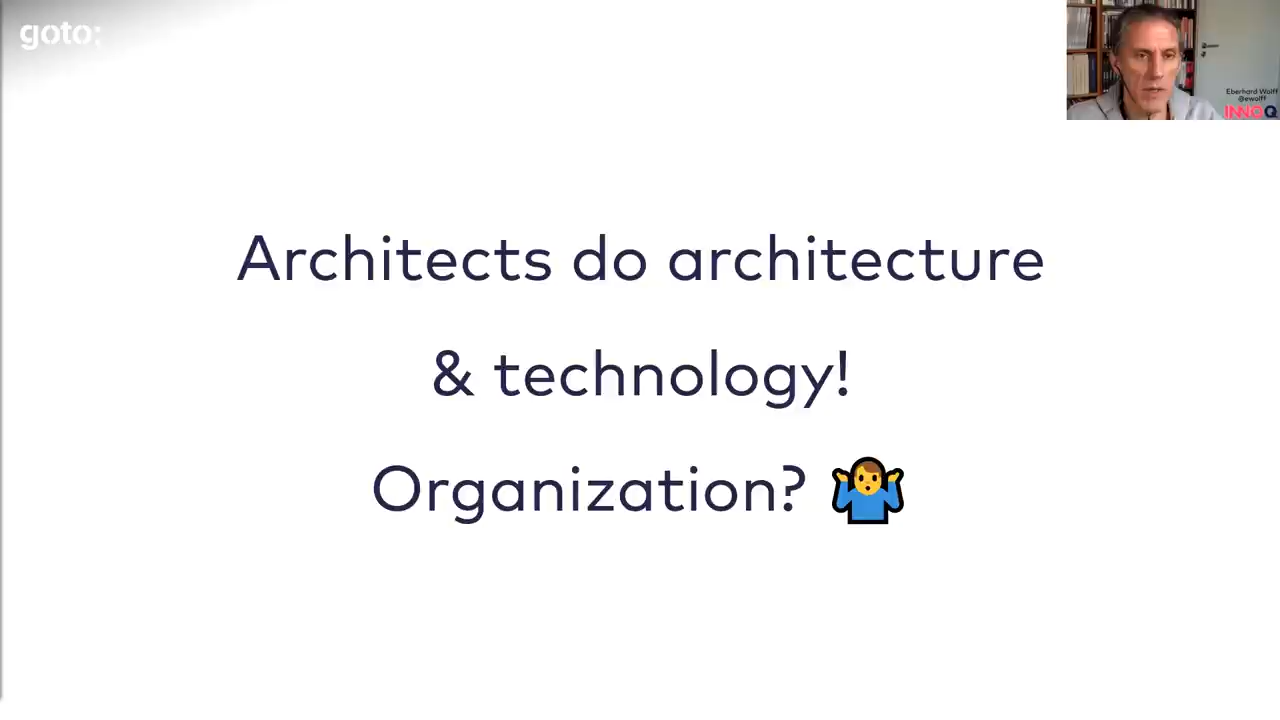 goto;
Eberhard Wolff
@ewolff
INNOQ
Architects do architecture
& technology!
Organization? 🤷‍♂️